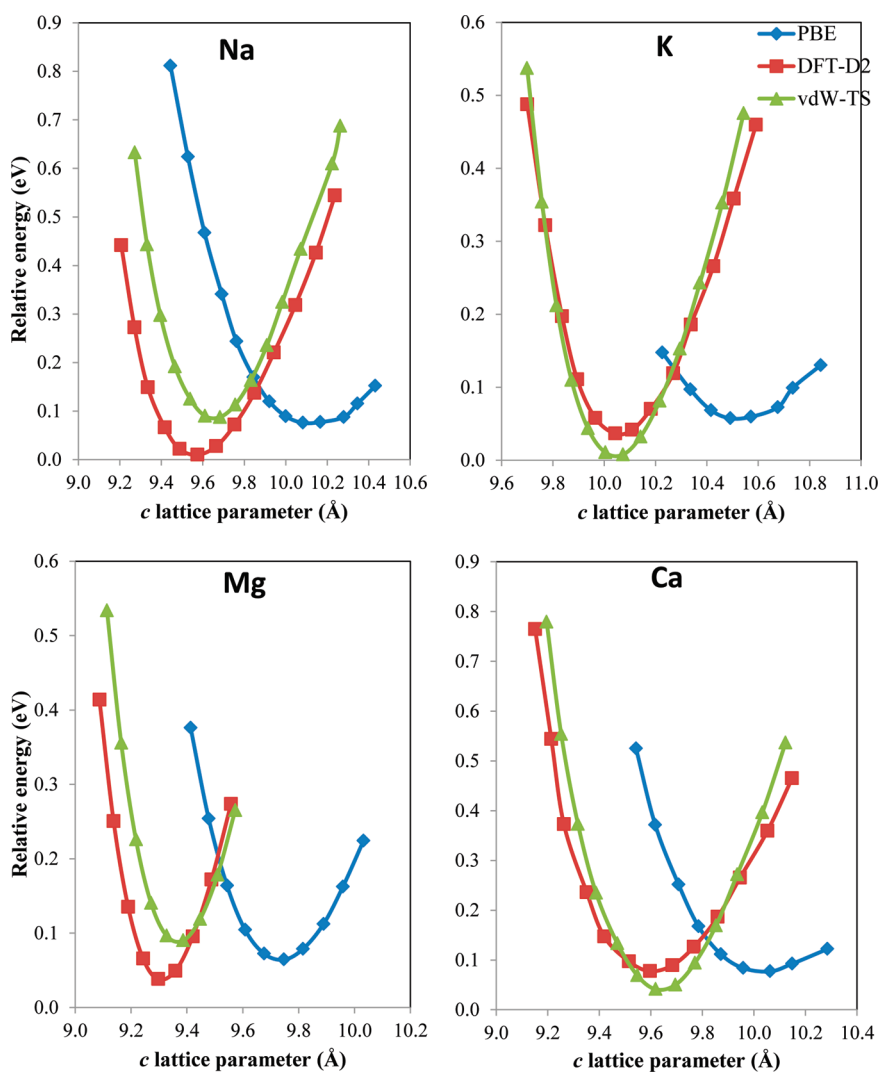 Na
Relative energy (eV)
0.9
0.8
0.7
0.6
0.5
0.4
0.3
0.2
0.1
0.0
9.0 9.2 9.4 9.6 9.8 10.0 10.2 10.4 10.6
c lattice parameter (Å)
K
PBE
DFT-D2
vdW-TS
0.6
0.5
0.4
0.3
0.2
0.1
0.0
9.6 9.8 10.0 10.2 10.4 10.6 10.8 11.0
c lattice parameter (Å)
Mg
Relative energy (eV)
0.6
0.5
0.4
0.3
0.2
0.1
0.0
9.0 9.2 9.4 9.6 9.8 10.0 10.2
c lattice parameter (Å)
Ca
0.9
0.8
0.7
0.6
0.5
0.4
0.3
0.2
0.1
0.0
9.0 9.2 9.4 9.6 9.8 10.0 10.2 10.4
c lattice parameter (Å)